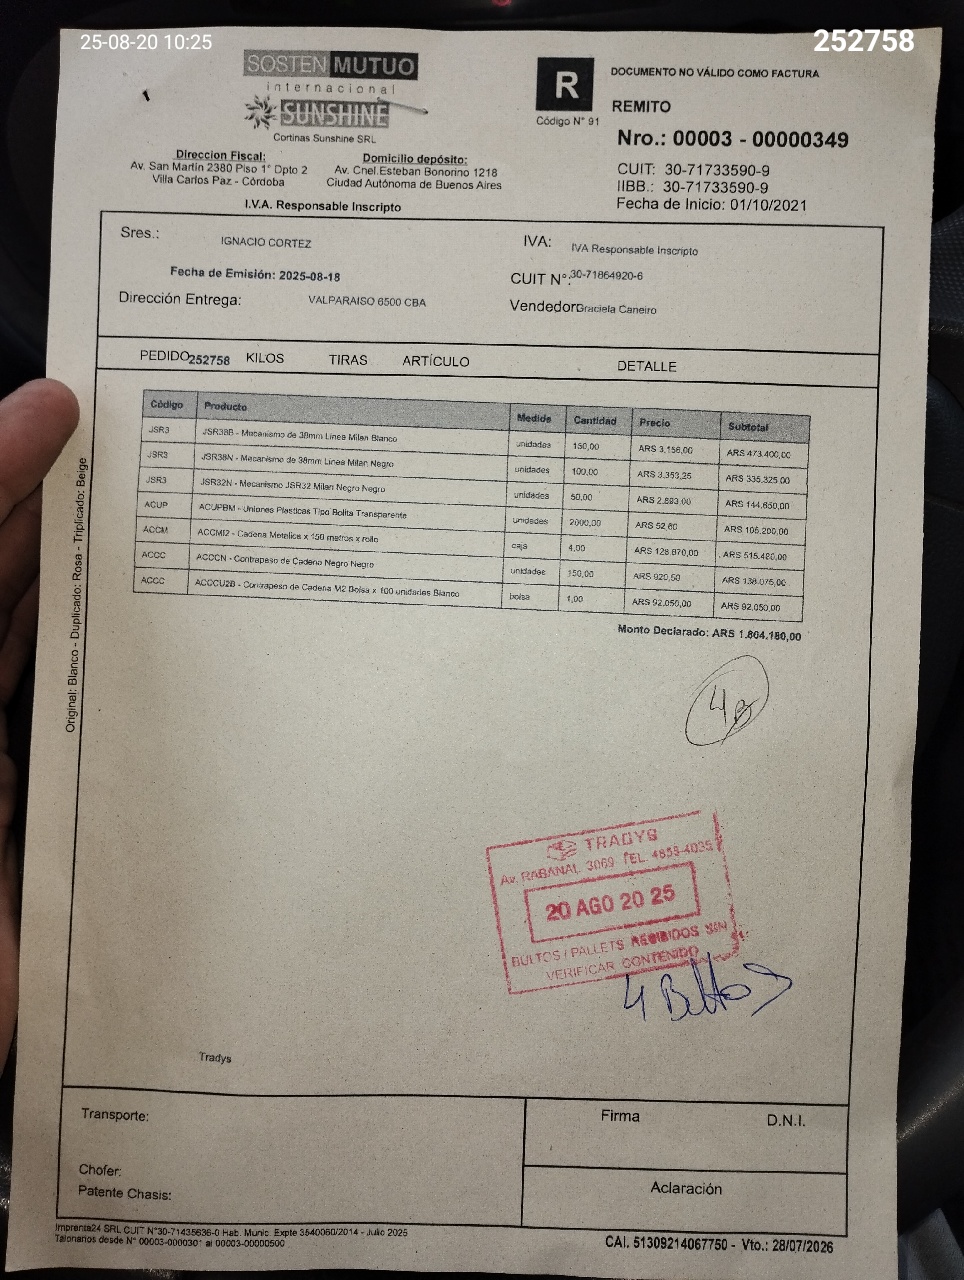 25-08-20 10:25
252758
SOSTEN MUTUO
internacional
SUNSHINE
Cortinas Sunshine SRL
Direccion Fiscal:
Av. San Martín 2380 Piso 1° Dpto 2
Villa Carlos Paz - Córdoba
Domicilio depósito:
Av. Cnel.Esteban Bonorino 1218
Ciudad Autónoma de Buenos Aires
I.V.A. Responsable Inscripto
R
Código N° 91
DOCUMENTO NO VÁLIDO COMO FACTURA
REMITO
Nro.: 00003 - 00000349
CUIT: 30-71733590-9
IIBB.: 30-71733590-9
Fecha de Inicio: 01/10/2021
Sres.: IGNACIO CORTEZ
Fecha de Emisión: 2025-08-18
Dirección Entrega: VALPARAISO 6500 CBA
IVA: IVA Responsable Inscripto
CUIT N°: 30-71864920-6
Vendedor Graciela Caneiro
PEDIDO 252758 KILOS TIRAS ARTÍCULO DETALLE
Código Producto Medida Cantidad Precio Subtotal
JSR3 JSR38B - Mecanismo de 38mm Linea Milan Blanco unidades 150,00 ARS 3.156,00 ARS 473.400,00
JSR3 JSR38N - Mecanismo de 38mm Linea Milan Negro unidades 100,00 ARS 3.353,25 ARS 335.325,00
JSR3 JSR32N - Mecanismo JSR32 Milan Negro Negro unidades 50,00 ARS 2.893,00 ARS 144.650,00
ACUP ACUPBM - Uniones Plasticas Tipo Bolita Transparente unidades 2000,00 ARS 52,60 ARS 105.200,00
ACCM ACCMI2 - Cadena Metalica x 150 metros x rollo caja 4,00 ARS 128.870,00 ARS 515.480,00
ACCC ACCCN - Contrapeso de Cadena Negro Negro unidades 150,00 ARS 920,50 ARS 138.075,00
ACCC ACCCU2B - Contrapeso de Cadena M2 Bolsa x 100 unidades Blanco bolsa 1,00 ARS 92.050,00 ARS 92.050,00
Monto Declarado: ARS 1.804.180,00
Original: Blanco - Duplicado: Rosa - Triplicado: Beige
4 B
TRADYS
Av. RABANAL 3069 TEL. 4853-4035
20 AGO 20 25
BULTOS / PALLETS RECIBIDOS SIN
VERIFICAR CONTENIDO
4 Bultos
Tradys
Transporte:
Chofer:
Patente Chasis:
Firma D.N.I.
Aclaración
Imprenta24 SRL CUIT N°30-71435636-0 Hab. Munic. Expte 3540060/2014 - Julio 2025
Talonarios desde N° 00003-00000301 al 00003-00000500
CAI. 51309214067750 - Vto.: 28/07/2026